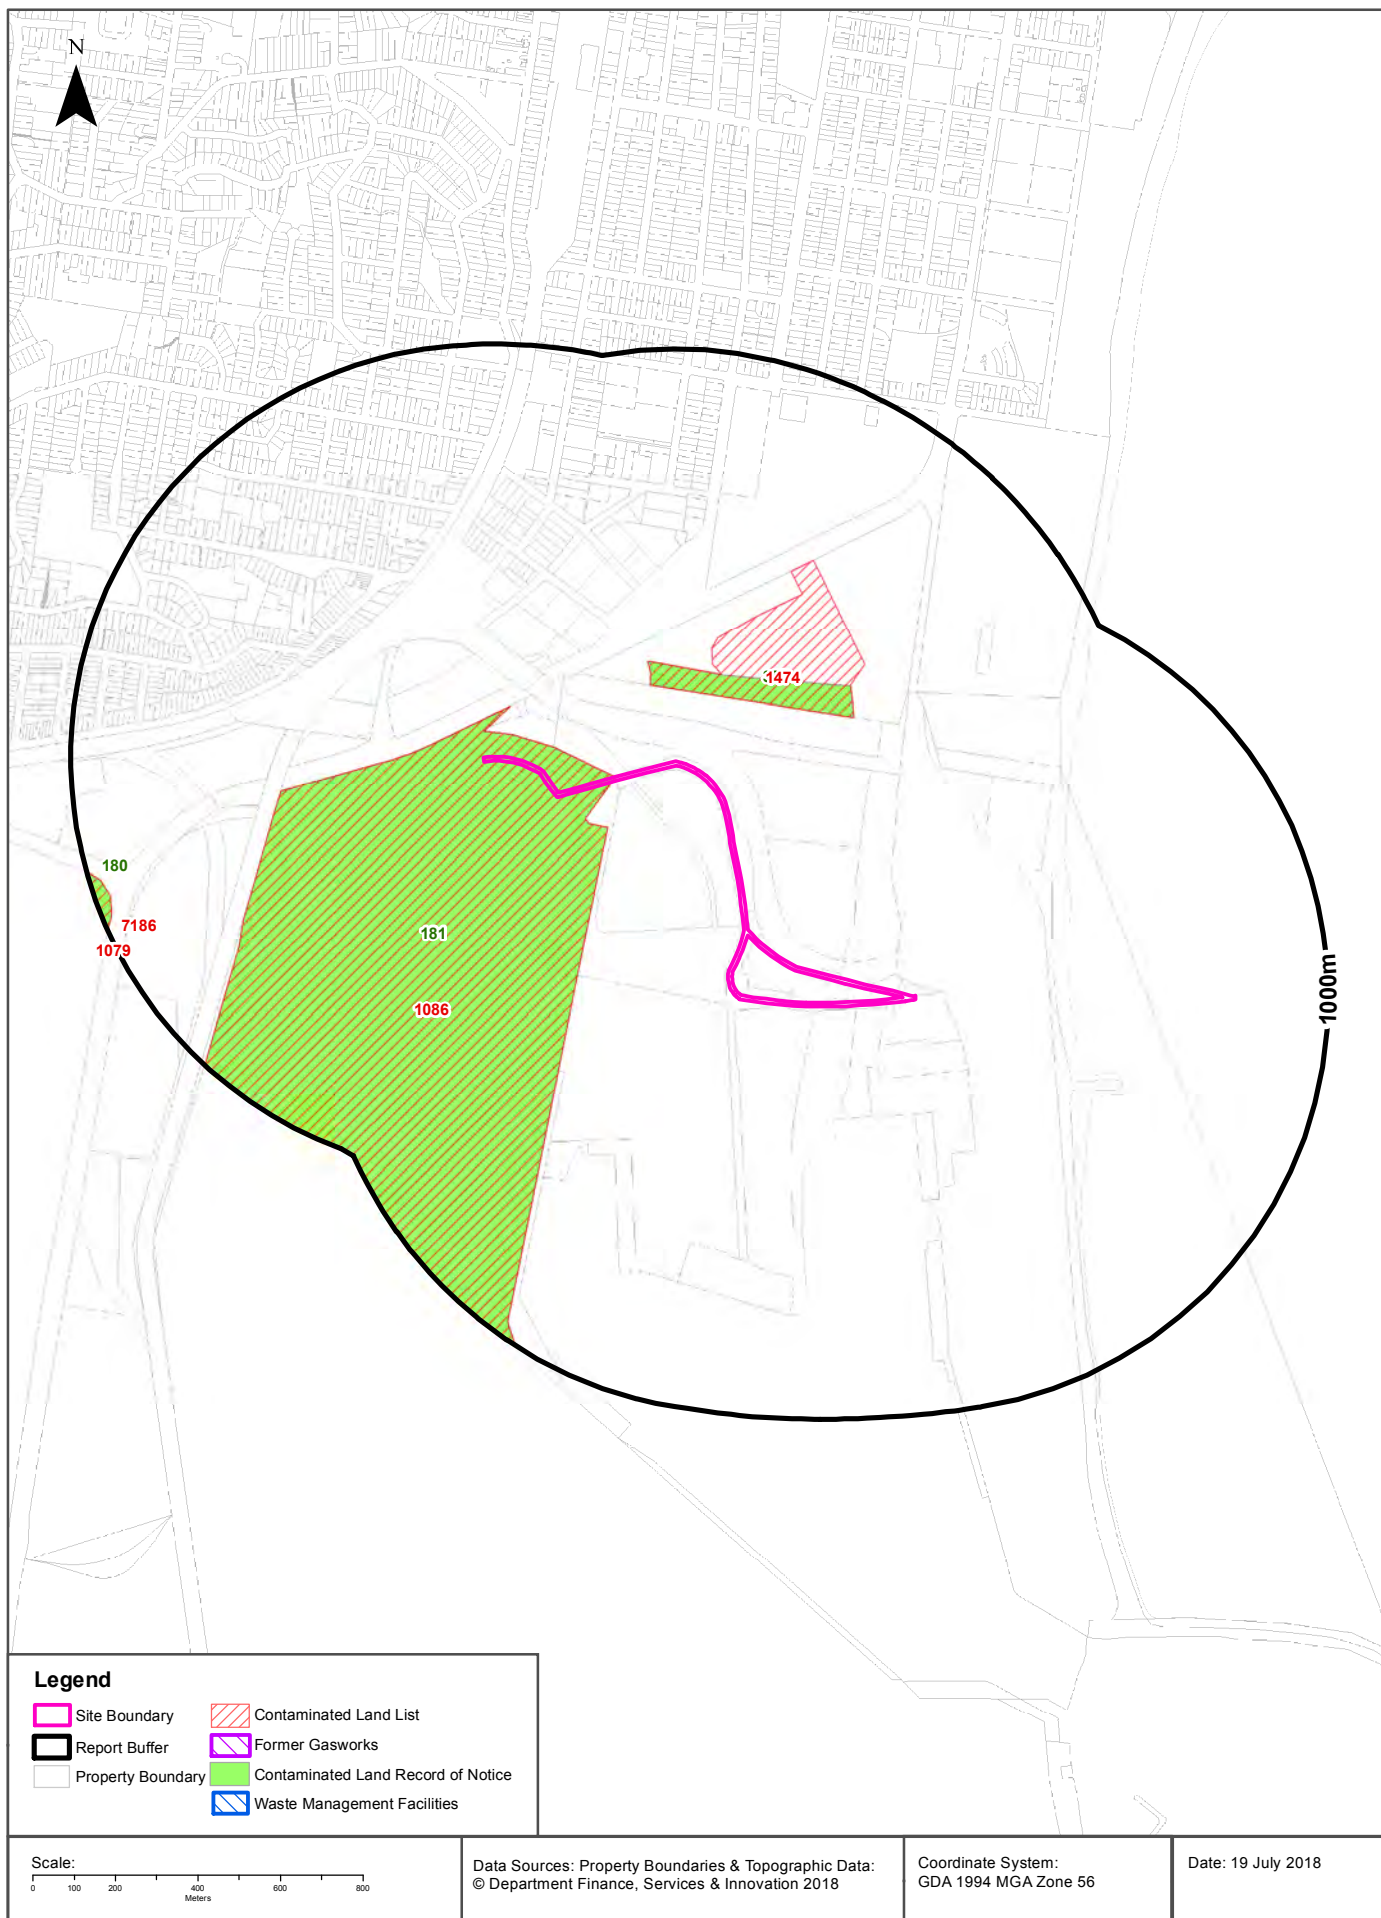 N
1474
180
7186
1079
181
1086
1000m
Legend
Site Boundary
Report Buffer
Property Boundary
Contaminated Land List
Former Gasworks
Contaminated Land Record of Notice
Waste Management Facilities
Scale:
0 100 200 400 600 800
Meters
Data Sources: Property Boundaries & Topographic Data:
© Department Finance, Services & Innovation 2018
Coordinate System:
GDA 1994 MGA Zone 56
Date: 19 July 2018